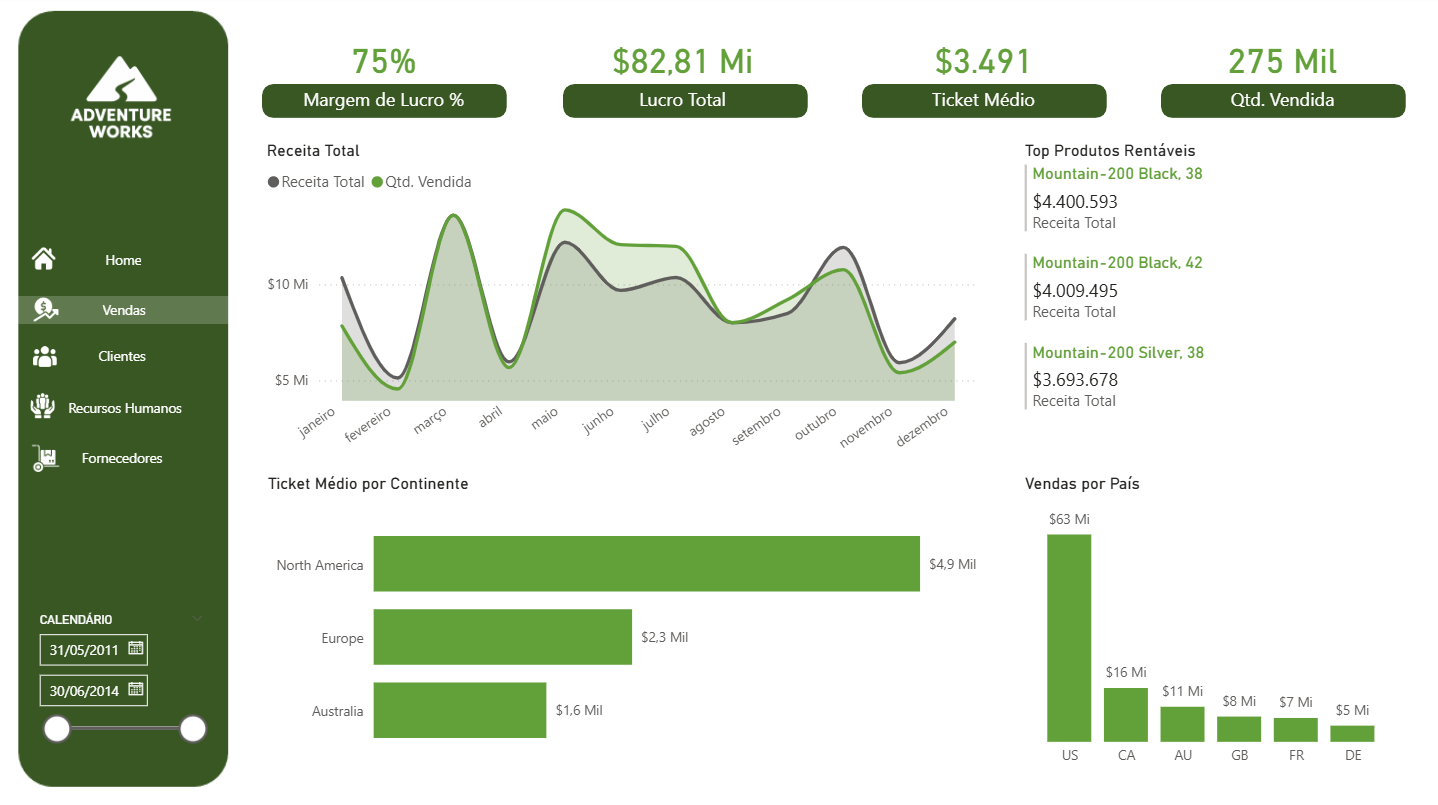 ADVENTURE
WORKS
Home
Vendas
Clientes
Recursos Humanos
Fornecedores
CALENDÁRIO
31/05/2011
30/06/2014
75%
Margem de Lucro %
$82,81 Mi
Lucro Total
$3.491
Ticket Médio
275 Mil
Qtd. Vendida
Receita Total
Receita Total Qtd. Vendida
$10 Mi
$5 Mi
janeiro fevereiro março abril maio junho julho agosto setembro outubro novembro dezembro
Top Produtos Rentáveis
Mountain-200 Black, 38
$4.400.593
Receita Total
Mountain-200 Black, 42
$4.009.495
Receita Total
Mountain-200 Silver, 38
$3.693.678
Receita Total
Ticket Médio por Continente
North America $4,9 Mil
Europe $2,3 Mil
Australia $1,6 Mil
Vendas por País
$63 Mi
$16 Mi
$11 Mi
$8 Mi
$7 Mi
$5 Mi
US CA AU GB FR DE